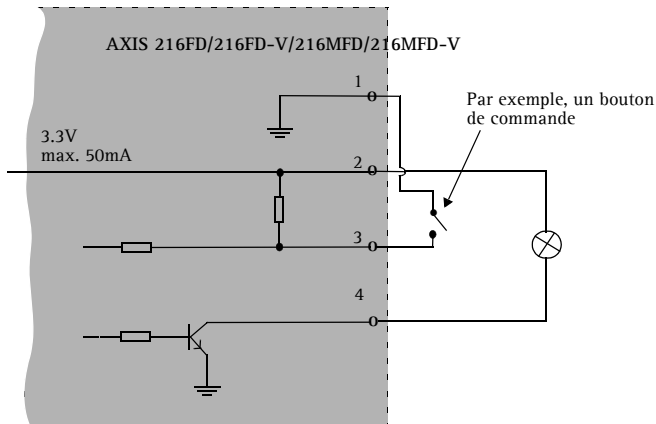 AXIS 216FD/216FD-V/216MFD/216MFD-V
1
Par exemple, un bouton
de commande
3.3V
max. 50mA
2
3
4